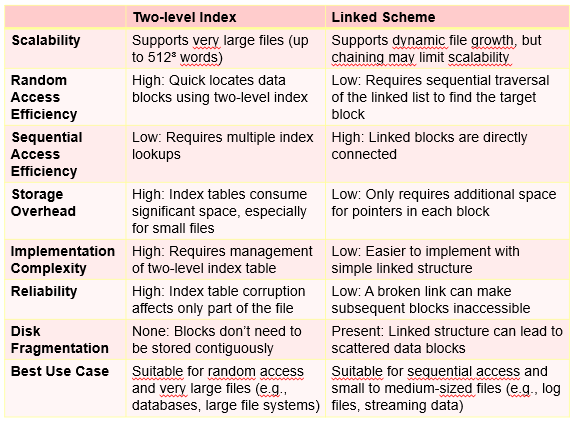 Two-level Index Linked Scheme
Scalability Supports very large files (up Supports dynamic file growth, but
to 512³ words) chaining may limit scalability
Random High: Quick locates data Low: Requires sequential traversal
Access blocks using two-level index of the linked list to find the target
Efficiency block
Sequential Low: Requires multiple index High: Linked blocks are directly
Access lookups connected
Efficiency
Storage High: Index tables consume Low: Only requires additional space
Overhead significant space, especially for pointers in each block
for small files
Implementation High: Requires management Low: Easier to implement with
Complexity of two-level index table simple linked structure
Reliability High: Index table corruption Low: A broken link can make
affects only part of the file subsequent blocks inaccessible
Disk None: Blocks don’t need to Present: Linked structure can lead to
Fragmentation be stored contiguously scattered data blocks
Best Use Case Suitable for random access Suitable for sequential access and
and very large files (e.g., small to medium-sized files (e.g., log
databases, large file systems) files, streaming data)